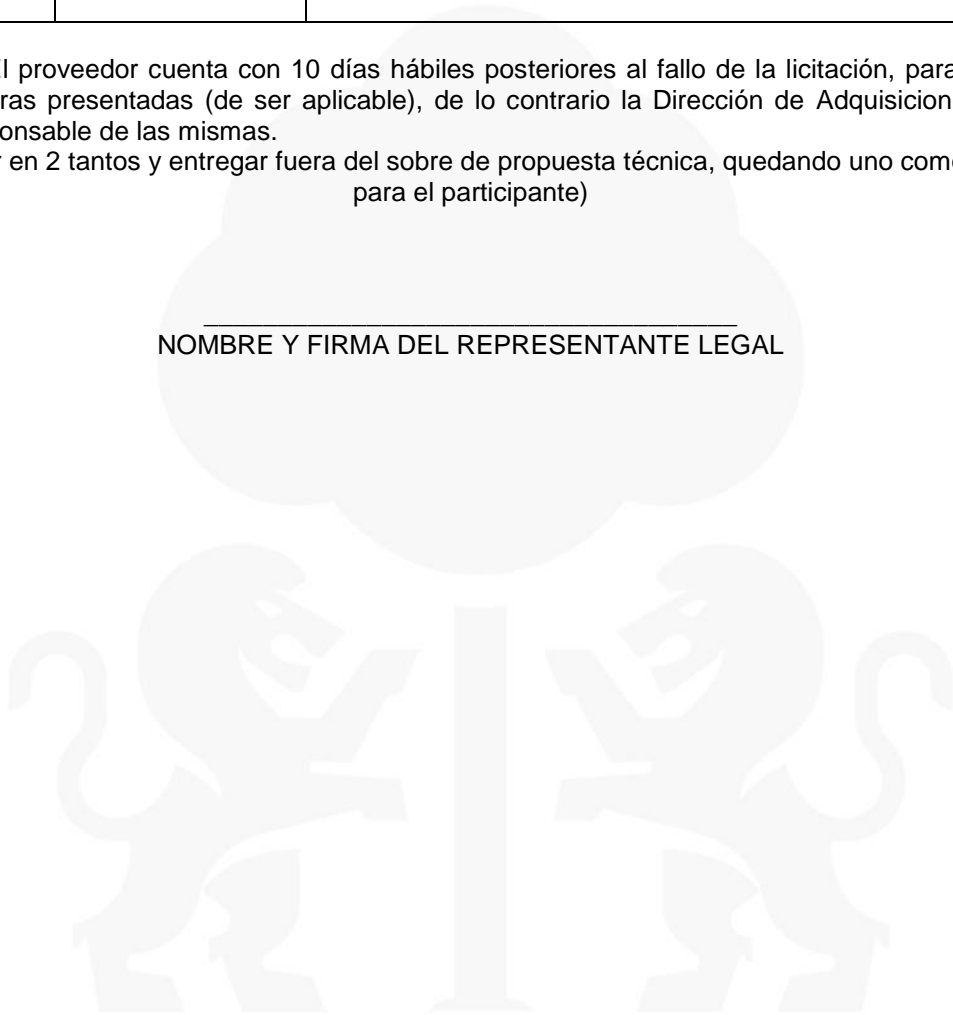 El proveedor cuenta con 10 días hábiles posteriores al fallo de la licitación, para
ras presentadas (de ser aplicable), de lo contrario la Dirección de Adquisicion
onsable de las mismas.
r en 2 tantos y entregar fuera del sobre de propuesta técnica, quedando uno como
para el participante)
NOMBRE Y FIRMA DEL REPRESENTANTE LEGAL